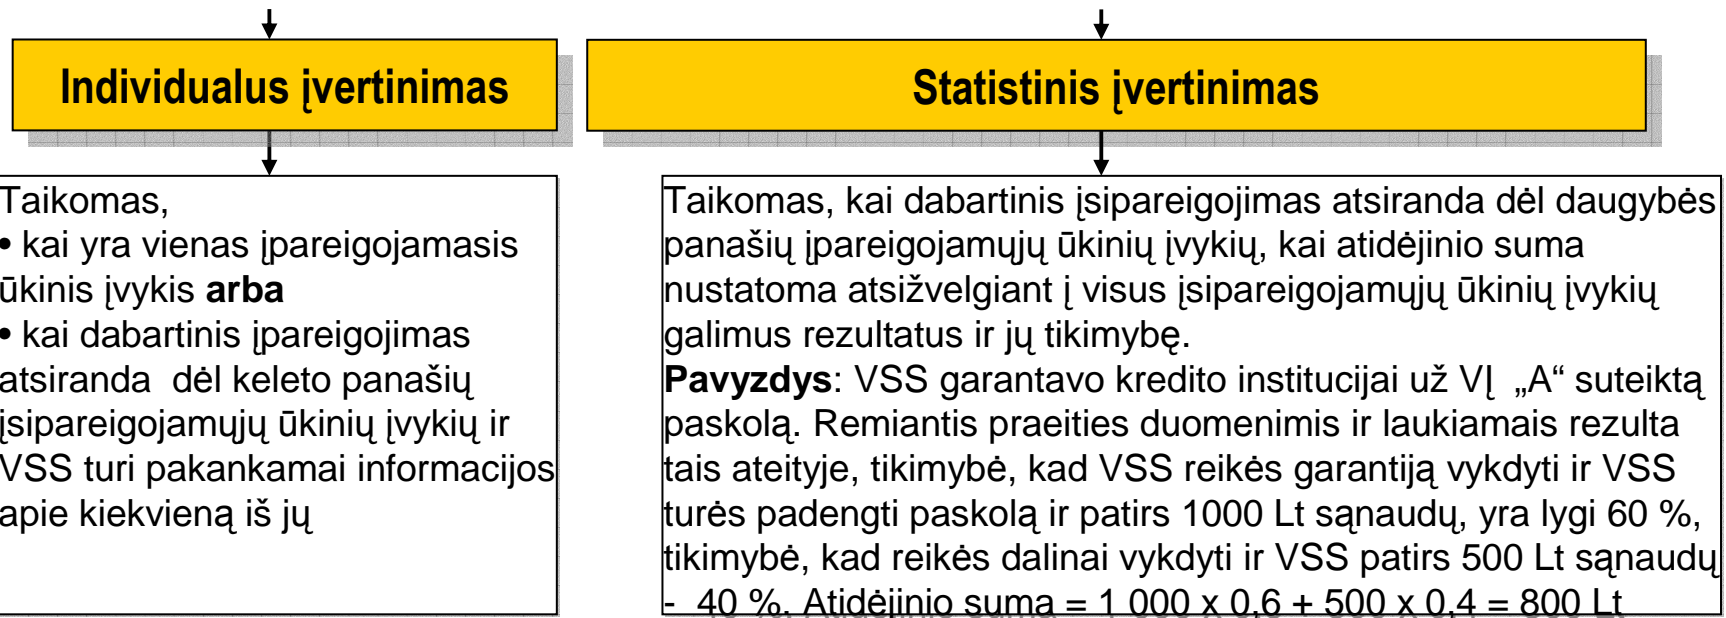 Individualus įvertinimas
Statistinis įvertinimas
Taikomas,
• kai yra vienas įpareigojamasis
ūkinis įvykis arba
• kai dabartinis įpareigojimas
atsiranda dėl keleto panašių
įsipareigojamųjų ūkinių įvykių ir
VSS turi pakankamai informacijos
apie kiekvieną iš jų
Taikomas, kai dabartinis įsipareigojimas atsiranda dėl daugybės
panašių įpareigojamųjų ūkinių įvykių, kai atidėjinio suma
nustatoma atsižvelgiant į visus įsipareigojamųjų ūkinių įvykių
galimus rezultatus ir jų tikimybę.
Pavyzdys: VSS garantavo kredito institucijai už VĮ „A“ suteiktą
paskolą. Remiantis praeities duomenimis ir laukiamais rezulta
tais ateityje, tikimybė, kad VSS reikės garantiją vykdyti ir VSS
turės padengti paskolą ir patirs 1000 Lt sąnaudų, yra lygi 60 %,
tikimybė, kad reikės dalinai vykdyti ir VSS patirs 500 Lt sąnaudų
- 40 %. Atidėjinio suma = 1 000 x 0,6 + 500 x 0,4 = 800 Lt